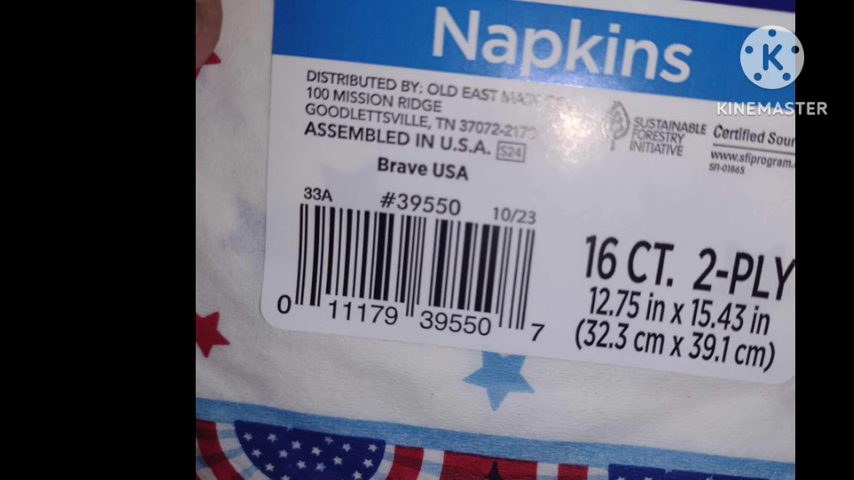 Napkins
DISTRIBUTED BY: OLD EAST MAIN CO.
100 MISSION RIDGE
GOODLETTSVILLE, TN 37072-2170
ASSEMBLED IN U.S.A. S24
Brave USA
33A #39550 10/23
0 11179 39550 7
SUSTAINABLE
FORESTRY
INITIATIVE
Certified
www.sfiprogram.
SFI-01865
16 CT. 2-PLY
12.75 in x 15.43 in
(32.3 cm x 39.1 cm)
K
KINEMASTER